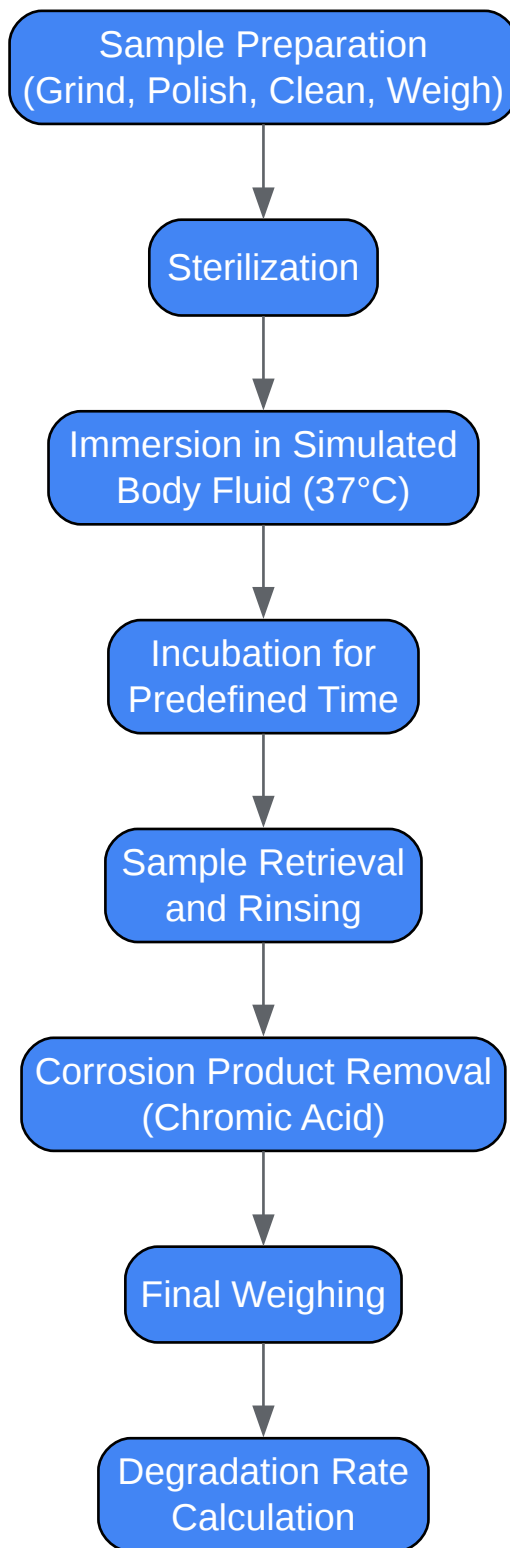 Sample Preparation
(Grind, Polish, Clean, Weigh)
Sterilization
Immersion in Simulated
Body Fluid (37°C)
Incubation for
Predefined Time
Sample Retrieval
and Rinsing
Corrosion Product Removal
(Chromic Acid)
Final Weighing
Degradation Rate
Calculation